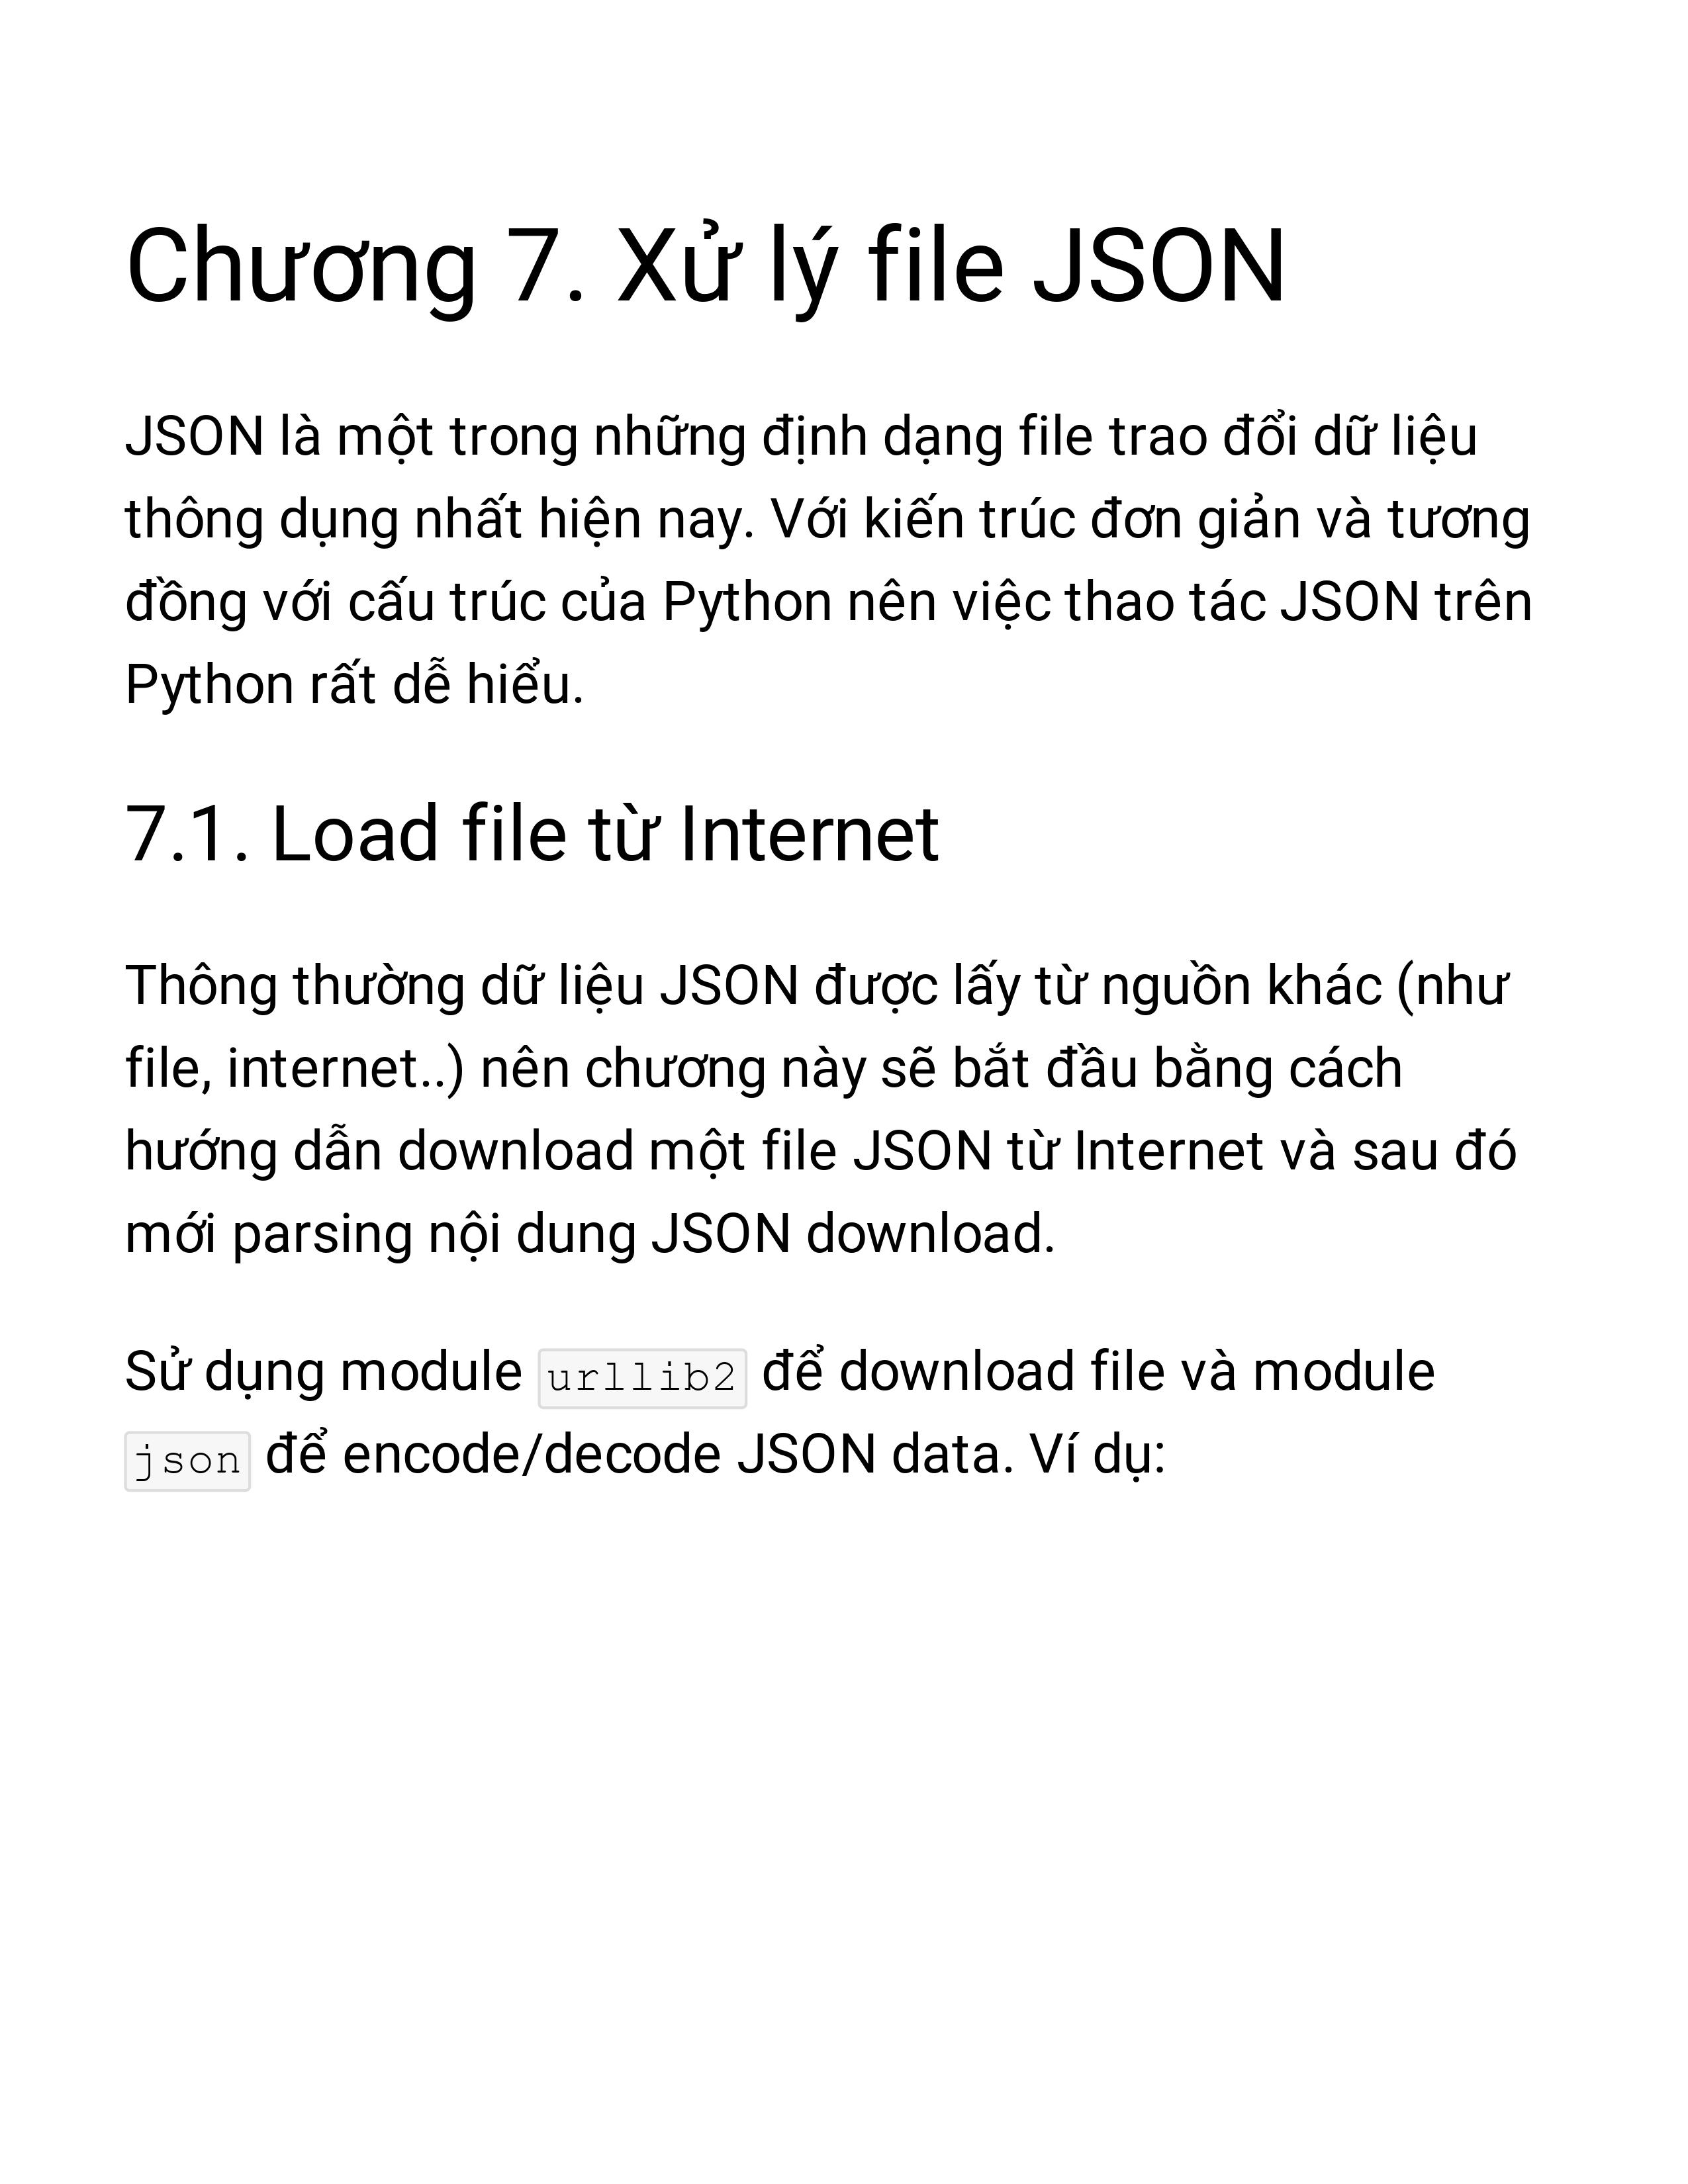 Chương 7. Xử lý file JSON
JSON là một trong những định dạng file trao đổi dữ liệu
thông dụng nhất hiện nay. Với kiến trúc đơn giản và tương
đồng với cấu trúc của Python nên việc thao tác JSON trên
Python rất dễ hiểu.
7.1. Load file từ Internet
Thông thường dữ liệu JSON được lấy từ nguồn khác (như
file, internet..) nên chương này sẽ bắt đầu bằng cách
hướng dẫn download một file JSON từ Internet và sau đó
mới parsing nội dung JSON download.
Sử dụng module urllib2 để download file và module
json để encode/decode JSON data. Ví dụ: